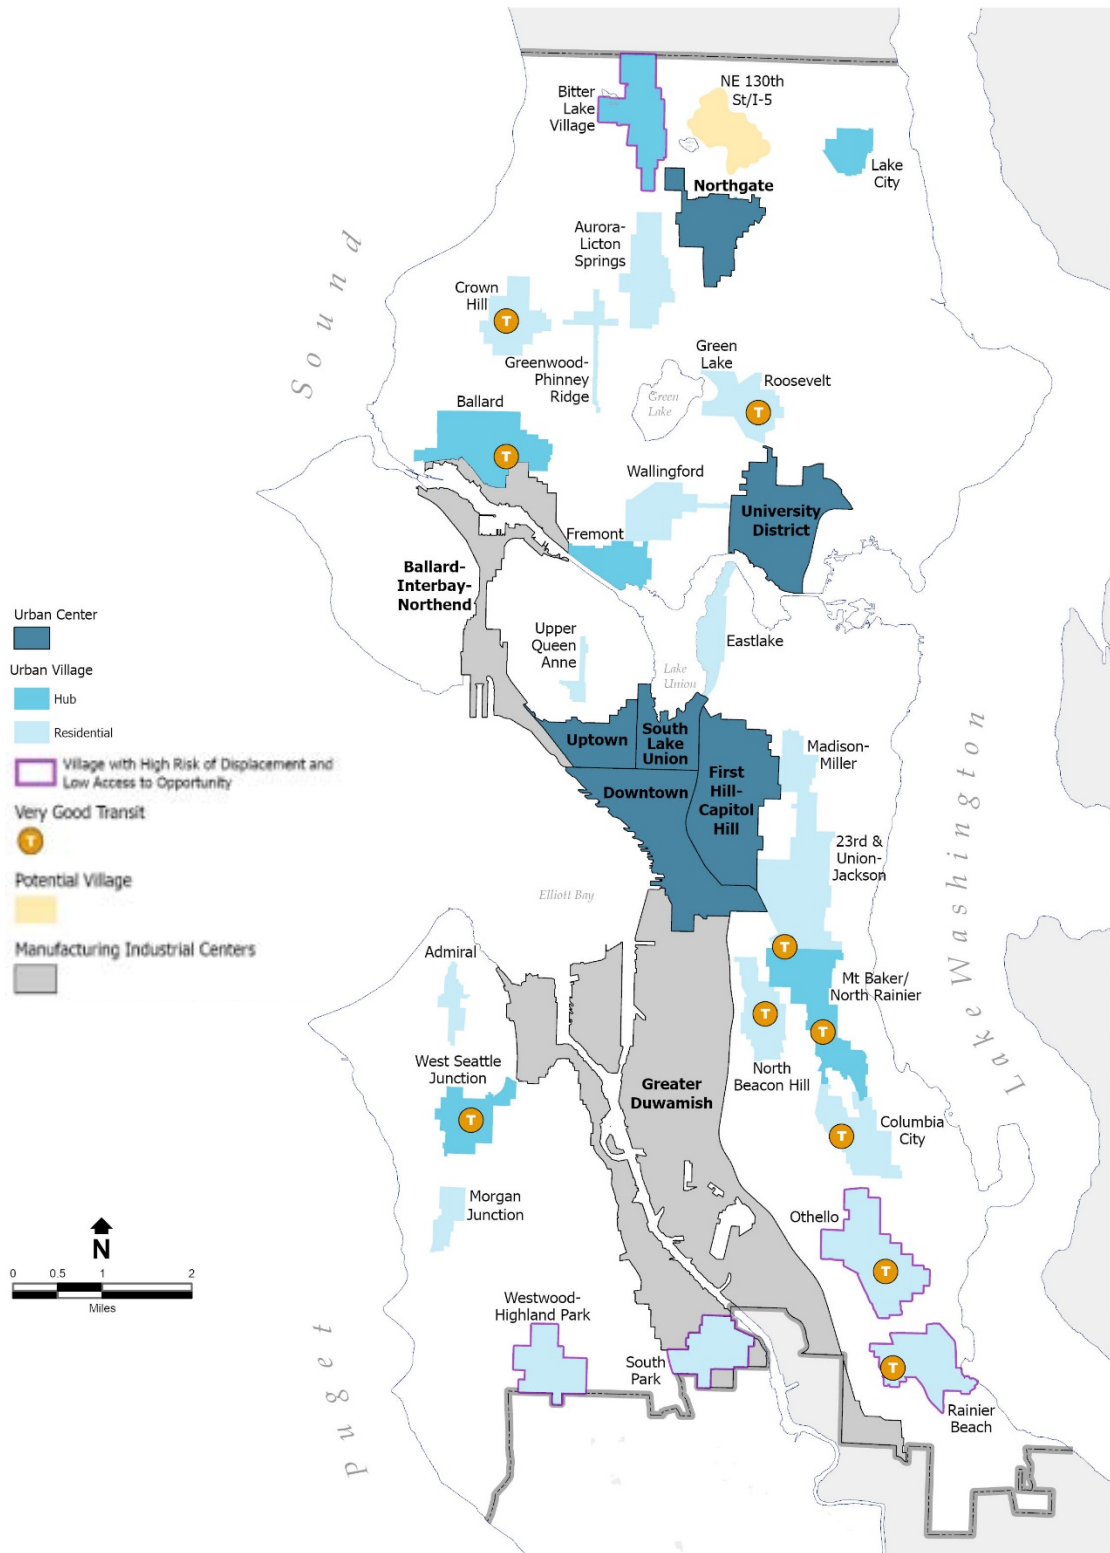 Bitter
Lake
Village
NE 130th
St/I-5
Lake
City
Northgate
Aurora-
Licton
Springs
Crown
Hill
T
Greenwood-
Phinney
Ridge
Green
Lake
Roosevelt
T
Green
Lake
Ballard
T
Wallingford
University
District
Fremont
Ballard-
Interbay-
Northend
Sound
Urban Center
Urban Village
Hub
Residential
Village with High Risk of Displacement and
Low Access to Opportunity
Very Good Transit
T
Potential Village
Manufacturing Industrial Centers
Upper
Queen
Anne
Eastlake
Lake
Union
Uptown
South
Lake
Union
Downtown
First
Hill-
Capitol
Hill
Madison-
Miller
23rd &
Union-
Jackson
Lake Washington
Elliott Bay
Admiral
T
Mt Baker/
North Rainier
T
T
North
Beacon Hill
West Seattle
Junction
T
Greater
Duwamish
Columbia
City
T
Morgan
Junction
Othello
T
N
0 0.5 1 2
Miles
Westwood-
Highland Park
South
Park
T
Rainier
Beach
Puget